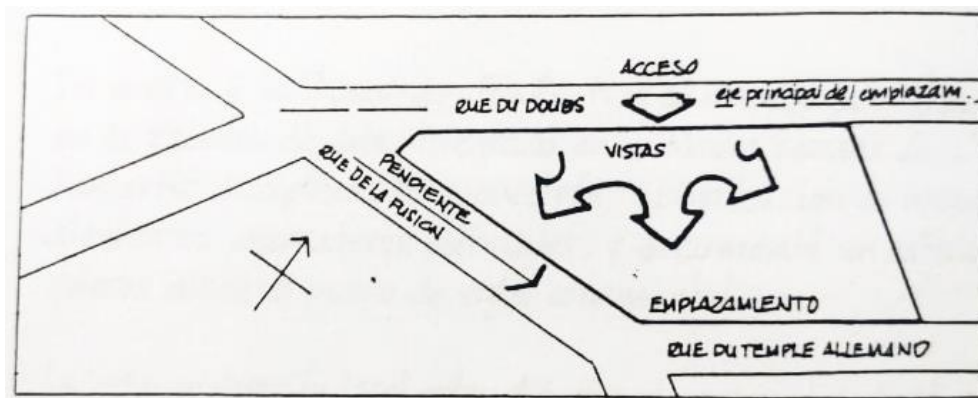 ACCESO
RUE DU DOUBS
eje principal del emplazam...
VISTAS
PENDIENTE
RUE DE LA FUSION
EMPLAZAMIENTO
RUE DU TEMPLE ALLEMAND